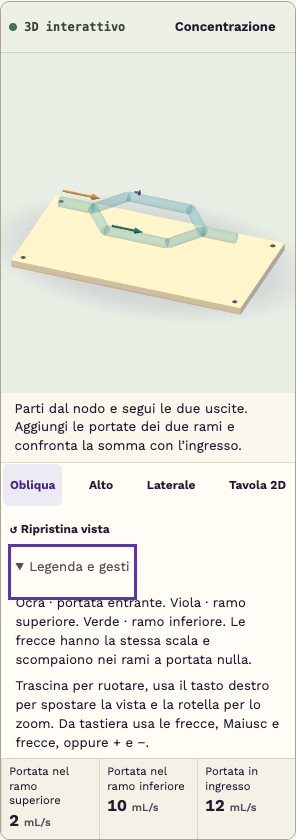 3D interattivo
Concentrazione
Parti dal nodo e segui le due uscite.
Aggiungi le portate dei due rami e
confronta la somma con l'ingresso.
Obliqua
Alto
Laterale
Tavola 2D
↺ Ripristina vista
▼ Legenda e gesti
Ocra · portata entrante. Viola · ramo
superiore. Verde · ramo inferiore. Le
frecce hanno la stessa scala e
scompaiono nei rami a portata nulla.
Trascina per ruotare, usa il tasto destro
per spostare la vista e la rotella per lo
zoom. Da tastiera usa le frecce, Maiusc e
frecce, oppure + e −.
Portata nel
ramo
superiore
2 mL/s
Portata nel
ramo inferiore
10 mL/s
Portata in
ingresso
12 mL/s